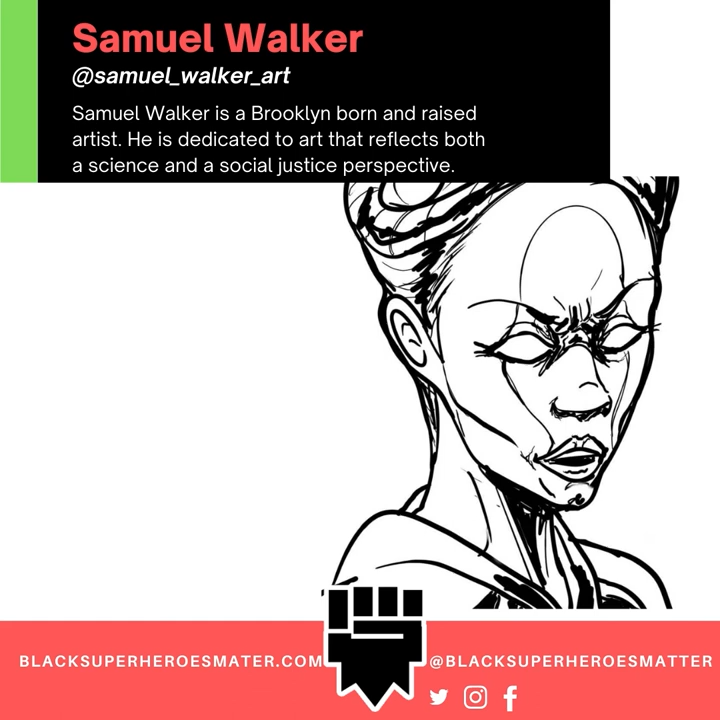 Samuel Walker
@samuel_walker_art
Samuel Walker is a Brooklyn born and raised
artist. He is dedicated to art that reflects both
a science and a social justice perspective.
BLACKSUPERHEROESMATER.COM
@BLACKSUPERHEROESMATTER